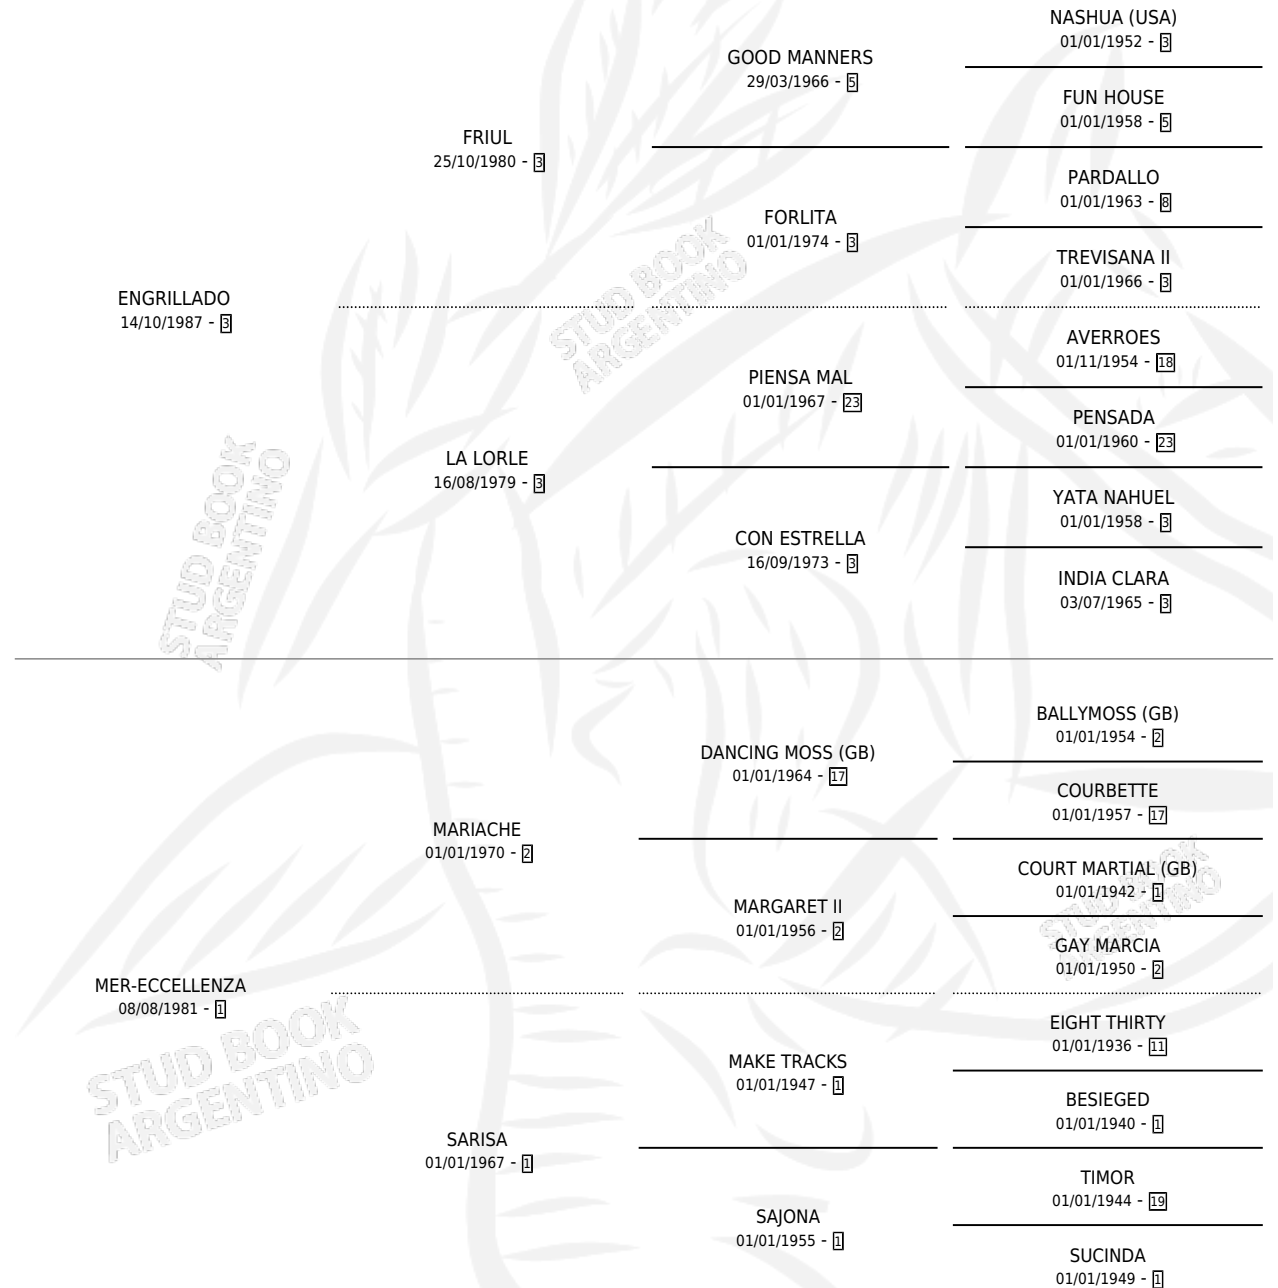 NASHUA (USA)
01/01/1952 - 3
GOOD MANNERS
29/03/1966 - 5
FUN HOUSE
01/01/1958 - 5
FRIUL
25/10/1980 - 3
PARDALLO
01/01/1963 - 8
FORLITA
01/01/1974 - 3
TREVISANA II
01/01/1966 - 3
ENGRILLADO
14/10/1987 - 3
AVERROES
01/11/1954 - 18
PIENSA MAL
01/01/1967 - 23
PENSADA
01/01/1960 - 23
LA LORLE
16/08/1979 - 3
YATA NAHUEL
01/01/1958 - 3
CON ESTRELLA
16/09/1973 - 3
INDIA CLARA
03/07/1965 - 3
BALLYMOSS (GB)
01/01/1954 - 2
DANCING MOSS (GB)
01/01/1964 - 17
COURBETTE
01/01/1957 - 17
MARIACHE
01/01/1970 - 2
COURT MARTIAL (GB)
01/01/1942 - 1
MARGARET II
01/01/1956 - 2
GAY MARCIA
01/01/1950 - 2
MER-ECCELLENZA
08/08/1981 - 1
EIGHT THIRTY
01/01/1936 - 11
MAKE TRACKS
01/01/1947 - 1
BESIEGED
01/01/1940 - 1
SARISA
01/01/1967 - 1
TIMOR
01/01/1944 - 19
SAJONA
01/01/1955 - 1
SUCINDA
01/01/1949 - 1
STUD BOOK
ARGENTINO
STUD BOOK
ARGENTINO
STUD BOOK
ARGENTINO
STUD BOOK
ARGENTINO